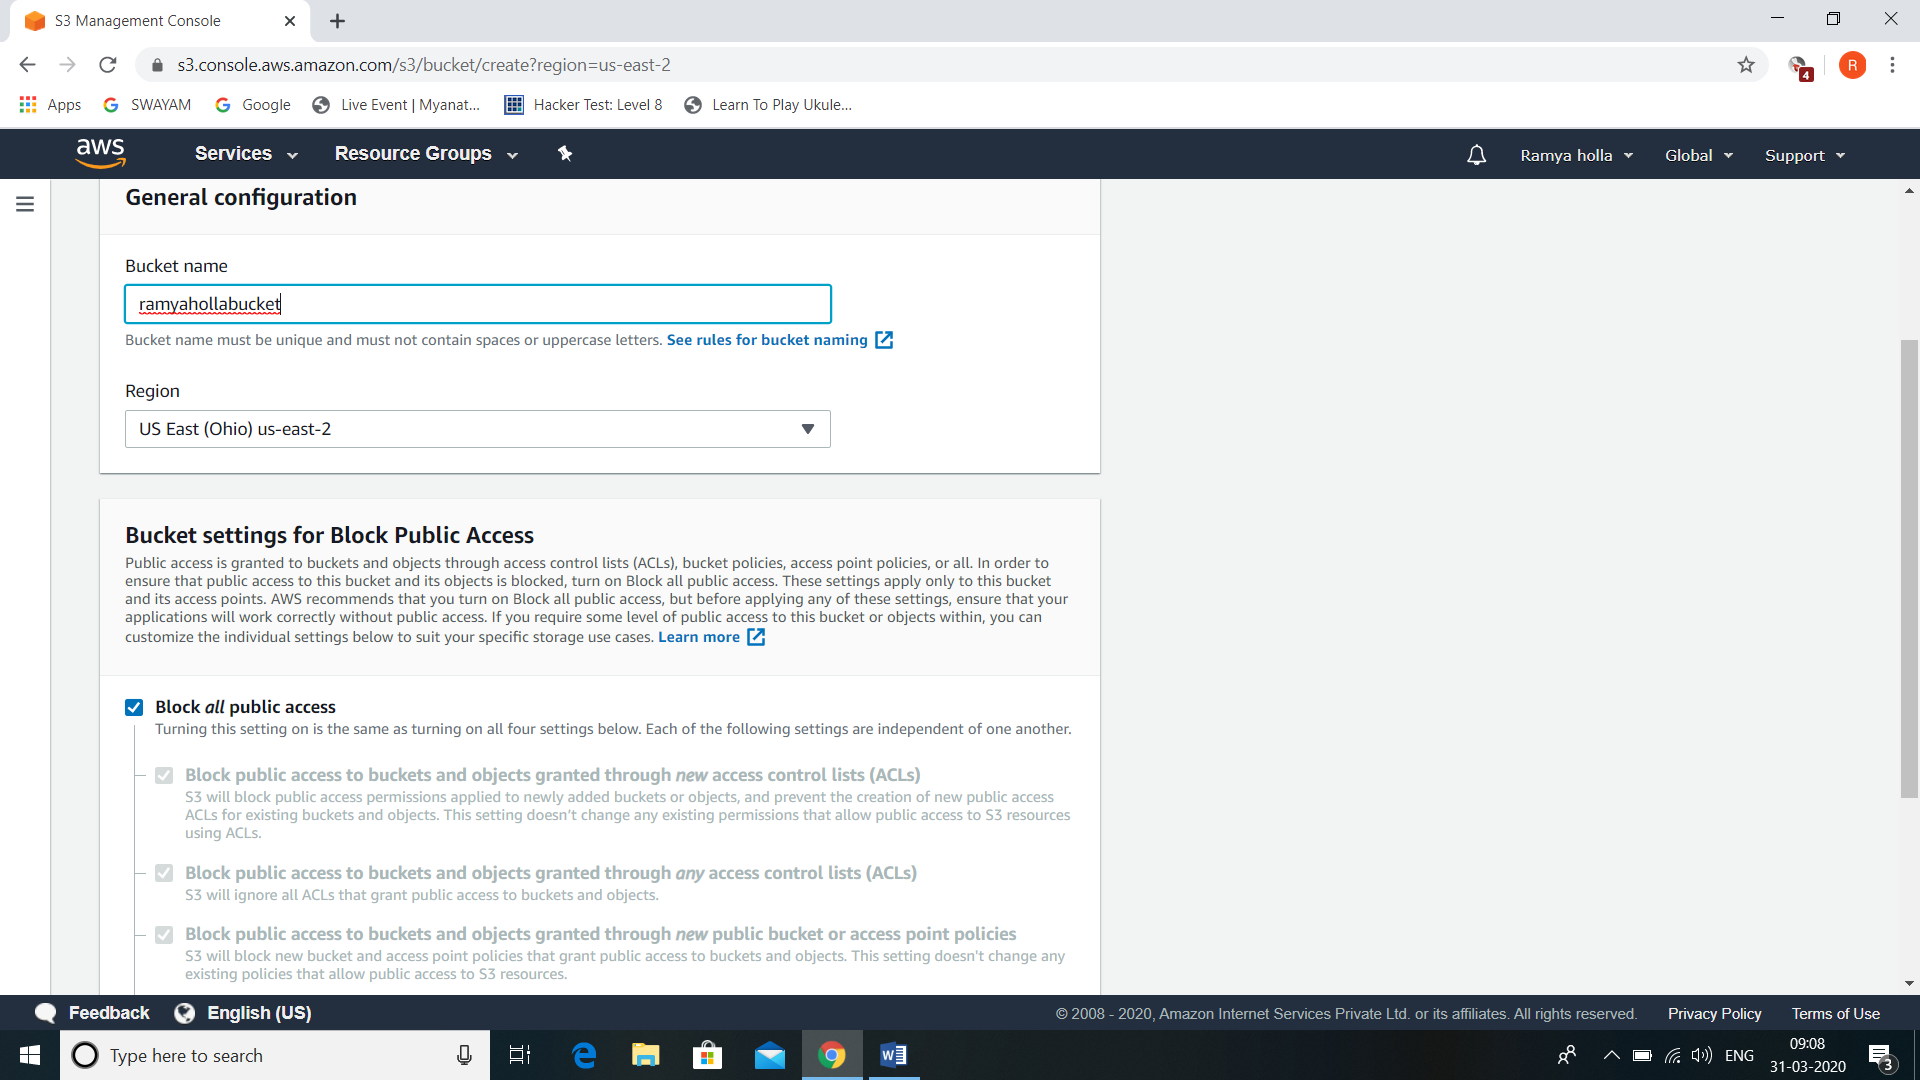 S3 Management Console
s3.console.aws.amazon.com/s3/bucket/create?region=us-east-2
4
R
Apps
SWAYAM
Google
Live Event | Myanat...
Hacker Test: Level 8
Learn To Play Ukule...
aws
Services
Resource Groups
Ramya holla
Global
Support
General configuration
Bucket name
ramyahollabucket
Bucket name must be unique and must not contain spaces or uppercase letters. See rules for bucket naming
Region
US East (Ohio) us-east-2
Bucket settings for Block Public Access
Public access is granted to buckets and objects through access control lists (ACLs), bucket policies, access point policies, or all. In order to
ensure that public access to this bucket and its objects is blocked, turn on Block all public access. These settings apply only to this bucket
and its access points. AWS recommends that you turn on Block all public access, but before applying any of these settings, ensure that your
applications will work correctly without public access. If you require some level of public access to this bucket or objects within, you can
customize the individual settings below to suit your specific storage use cases. Learn more
Block all public access
Turning this setting on is the same as turning on all four settings below. Each of the following settings are independent of one another.
Block public access to buckets and objects granted through new access control lists (ACLs)
S3 will block public access permissions applied to newly added buckets or objects, and prevent the creation of new public access
ACLs for existing buckets and objects. This setting doesn't change any existing permissions that allow public access to S3 resources
using ACLs.
Block public access to buckets and objects granted through any access control lists (ACLs)
S3 will ignore all ACLs that grant public access to buckets and objects.
Block public access to buckets and objects granted through new public bucket or access point policies
S3 will block new bucket and access point policies that grant public access to buckets and objects. This setting doesn't change any
existing policies that allow public access to S3 resources.
Feedback
English (US)
© 2008 - 2020, Amazon Internet Services Private Ltd. or its affiliates. All rights reserved.
Privacy Policy
Terms of Use
Type here to search
ENG
09:08
31-03-2020
3